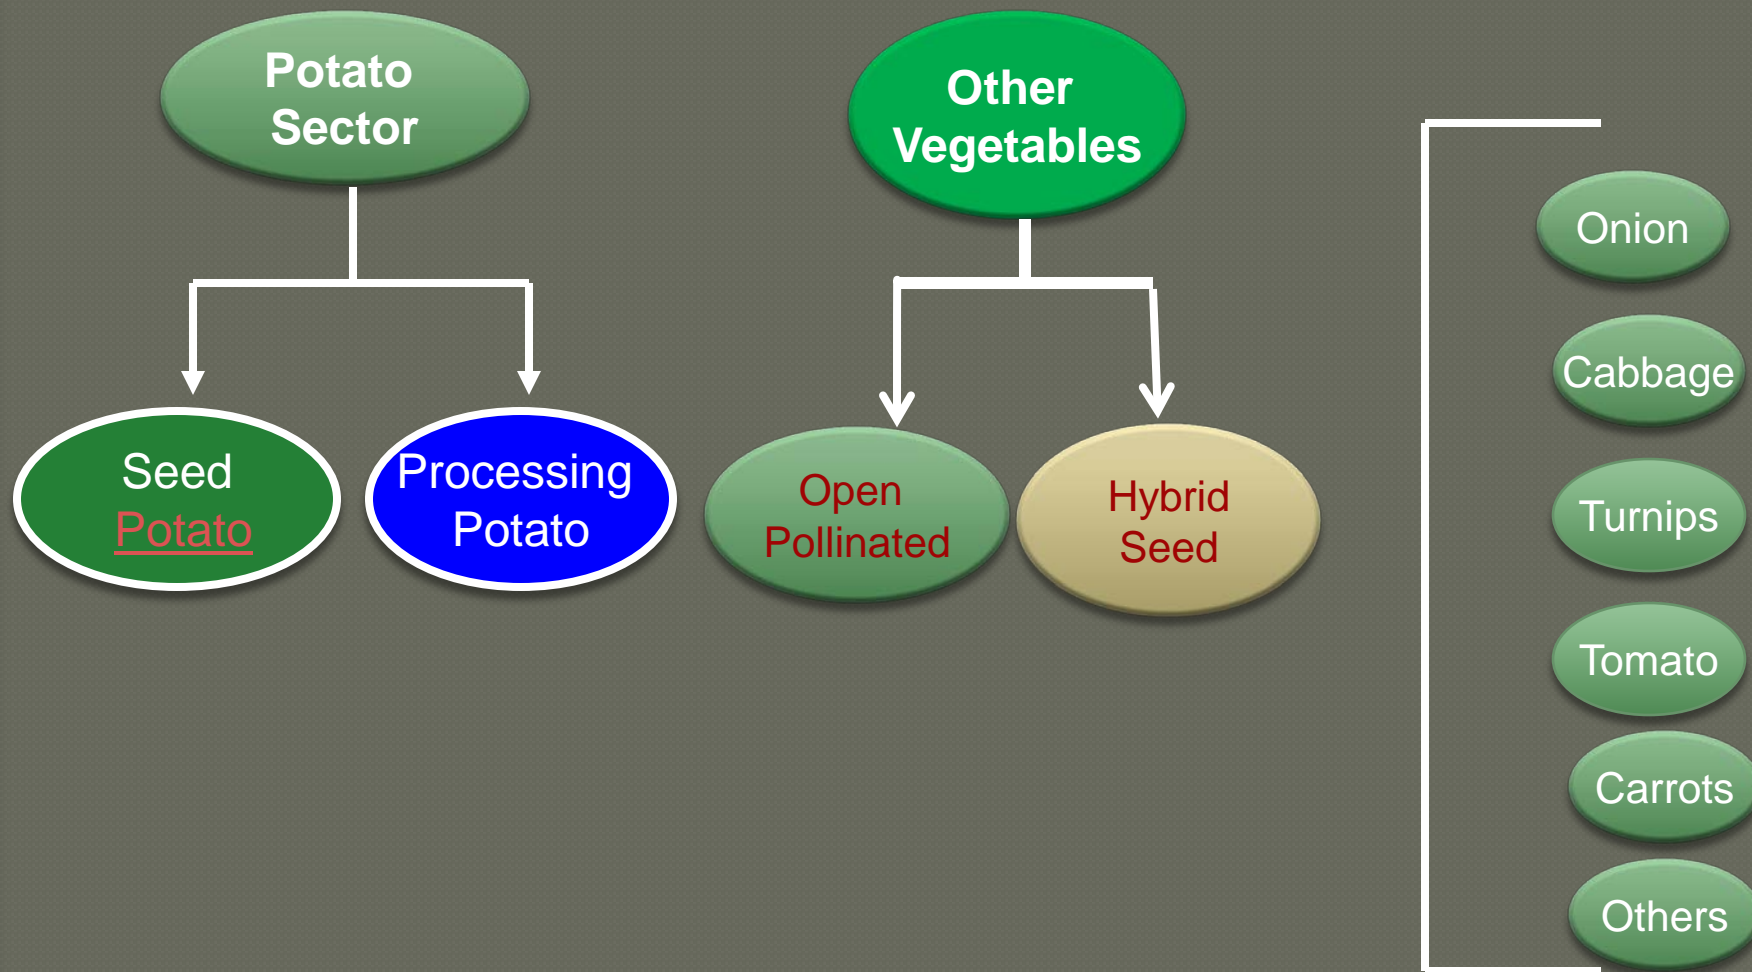 Potato
Sector
Other
Vegetables
Seed
Potato
Processing
Potato
Open
Pollinated
Hybrid
Seed
Onion
Cabbage
Turnips
Tomato
Carrots
Others